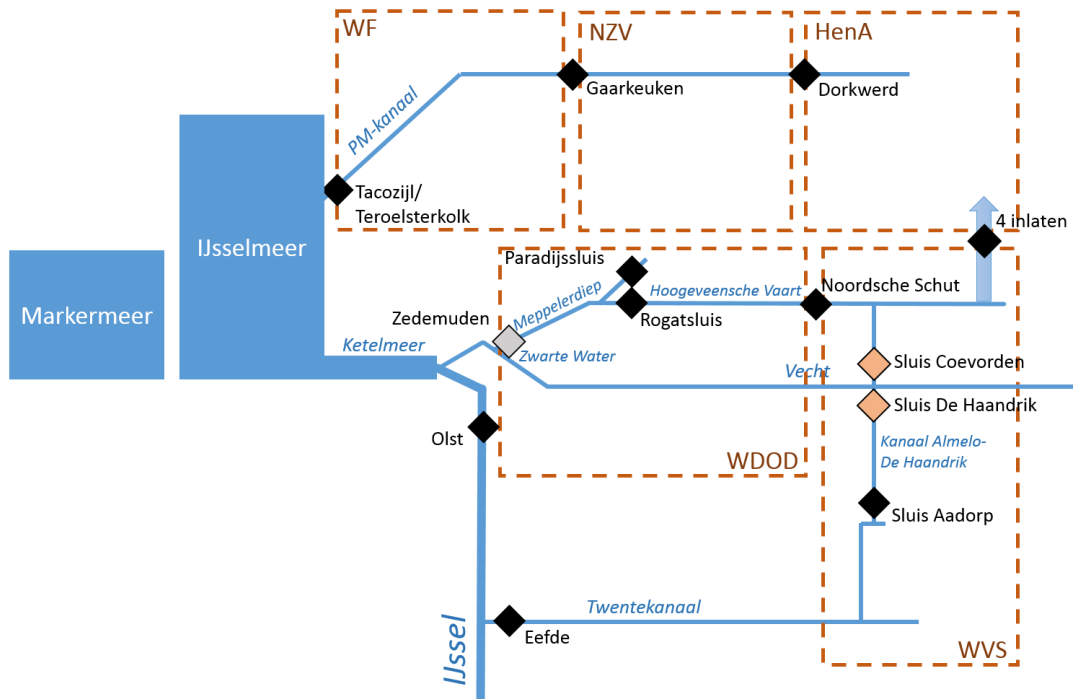 WF
NZV
HenA
PM-kanaal
Gaarkeuken
Dorkwerd
Tacozijl/
Teroelsterkolk
4 inlaten
IJsselmeer
Markermeer
Paradijssluis
Meppelerdiep
Hoogeveensche Vaart
Noordsche Schut
Rogatsluis
Zedemuden
Ketelmeer
Zwarte Water
Vecht
Sluis Coevorden
Sluis De Haandrik
Olst
WDOD
Kanaal Almelo-
De Haandrik
Sluis Aadorp
Twentekanaal
Eefde
IJssel
WVS